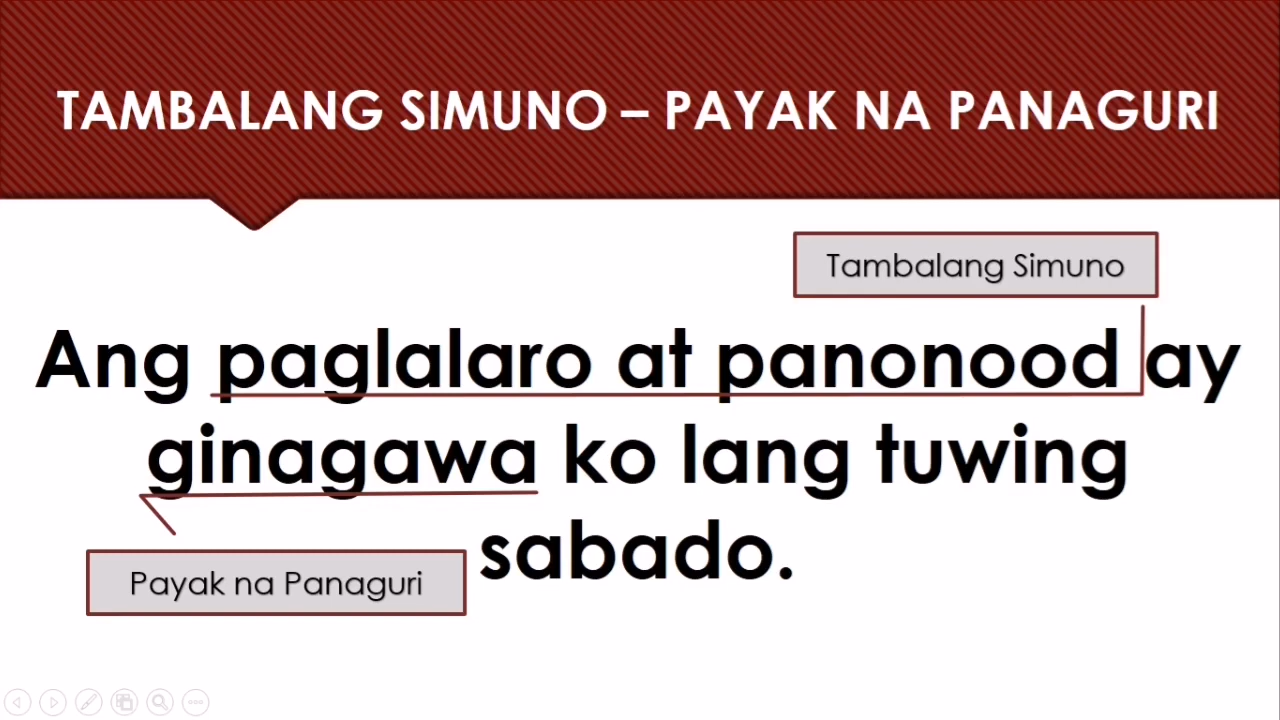 TAMBALANG SIMUNO – PAYAK NA PANAGURI
Tambalang Simuno
Ang paglalaro at panonood ay
ginagawa ko lang tuwing
sabado.
Payak na Panaguri